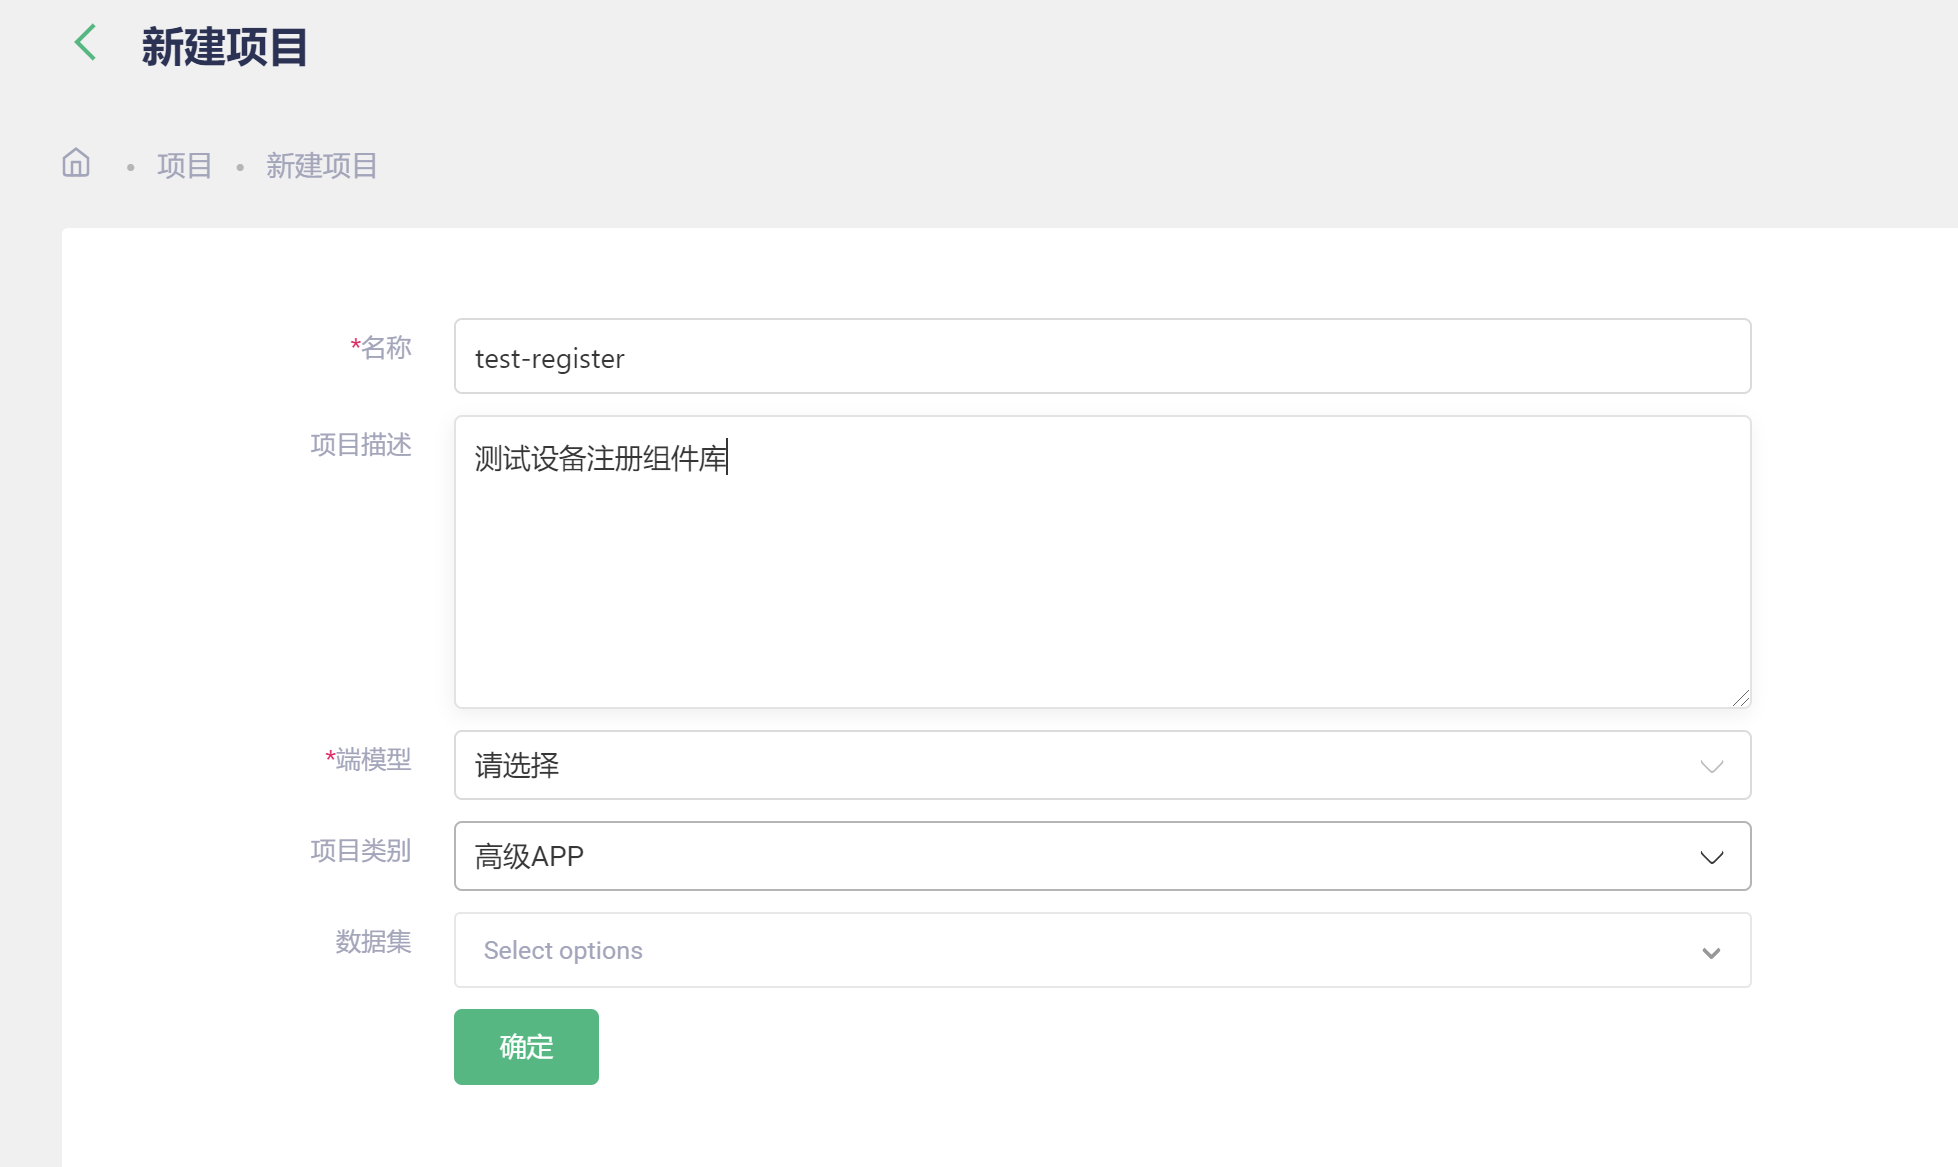 新建项目
项目 • 新建项目
*名称
test-register
项目描述
测试设备注册组件库
*端模型
请选择
项目类别
高级APP
数据集
Select options
确定